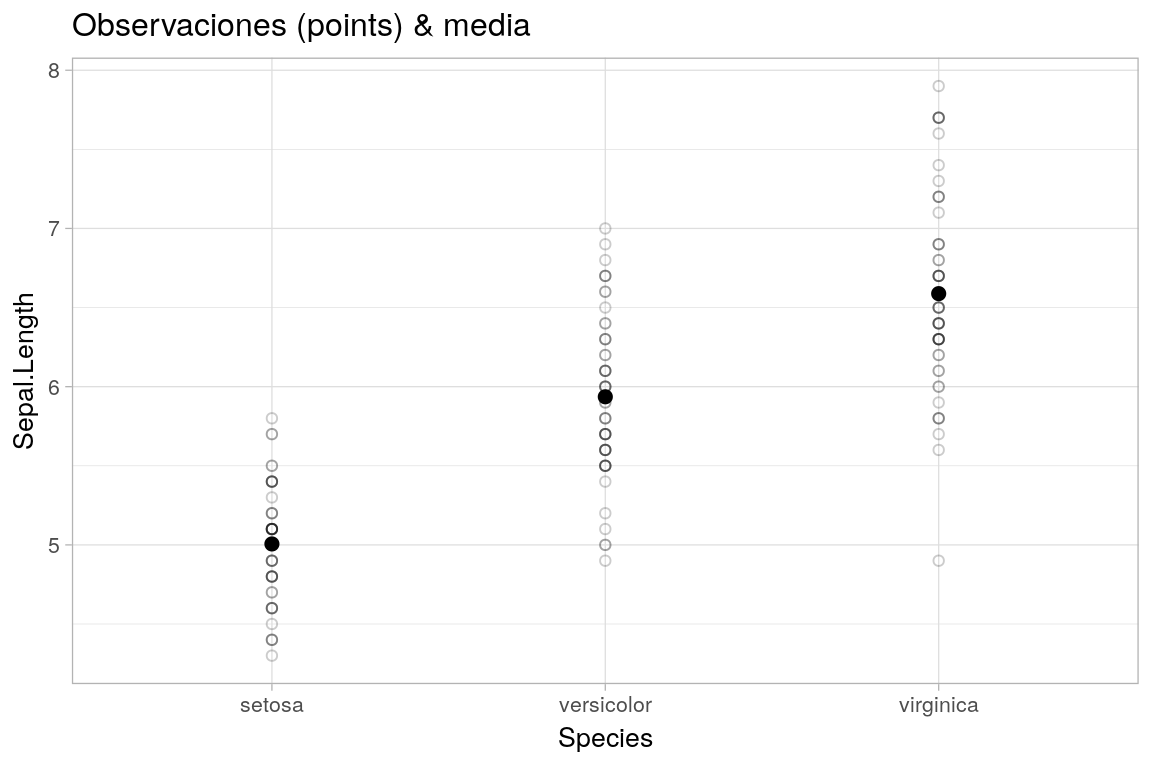 Observaciones (points) & media
8
7
6
5
Sepal.Length
setosa
versicolor
virginica
Species